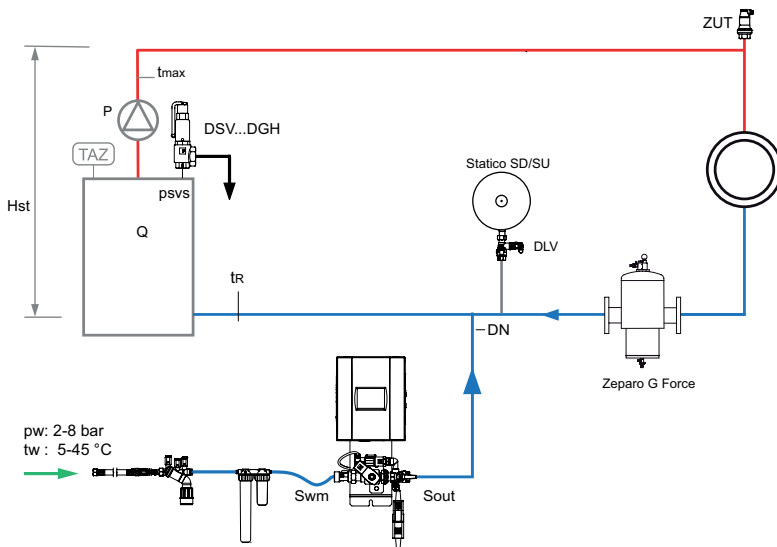 ZUT
tmax
P
DSV...DGH
TAZ
Statico SD/SU
psvs
Hst
Q
DLV
tR
DN
Zeparo G Force
pw: 2-8 bar
tw : 5-45 °C
Swm
Sout